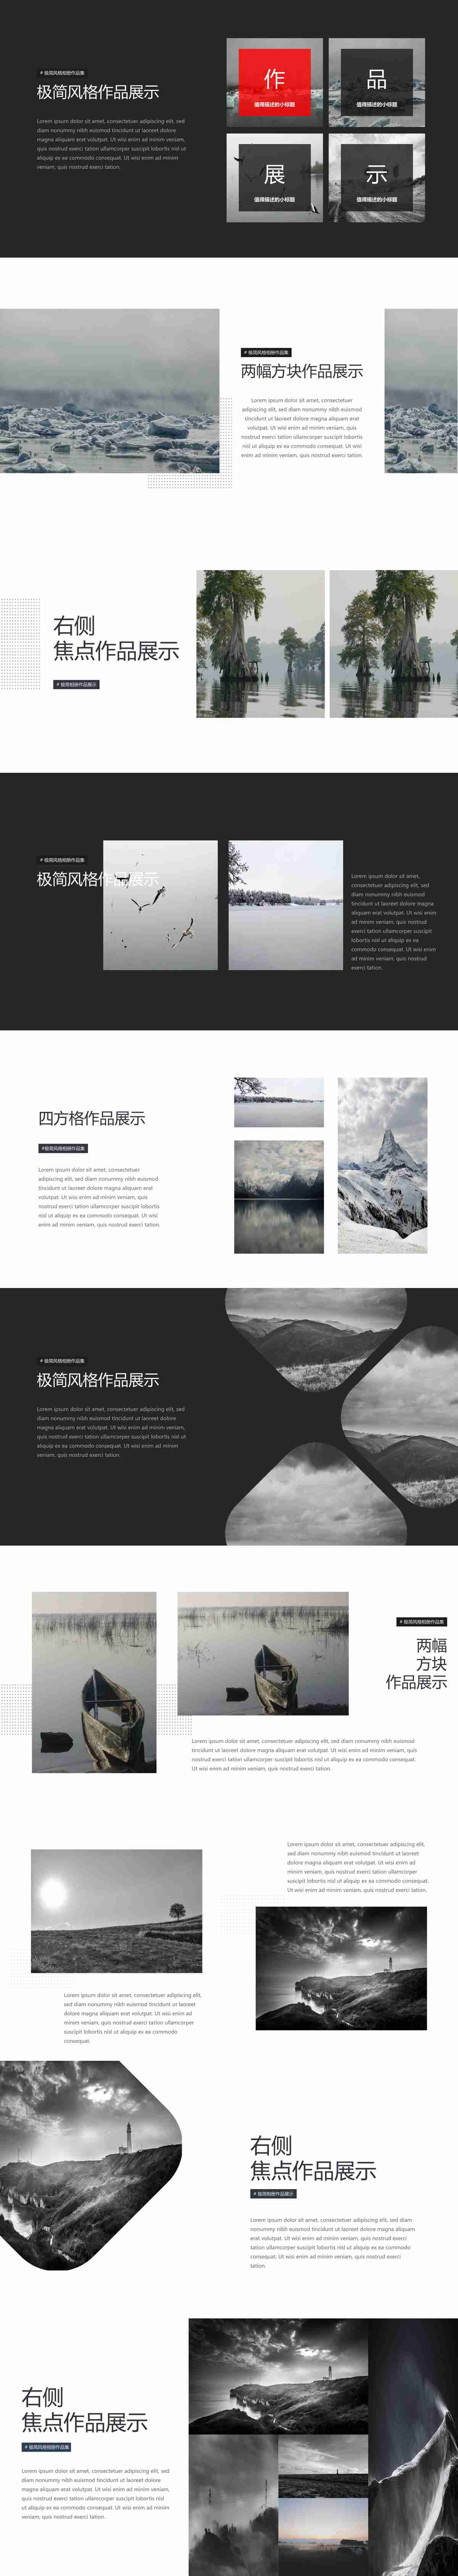 # 极简风格相册作品集
极简风格作品展示
Lorem ipsum dolor sit amet, consectetuer adipiscing elit, sed
diam nonummy nibh euismod tincidunt ut laoreet dolore magna
aliquam erat volutpat. Ut wisi enim ad minim veniam,
quis nostrud exerci tation ullamcorper suscipit lobortis nisl ut
aliquip ex ea commodo consequat. Ut wisi enim ad minim
veniam, quis nostrud exerci tation.
作
值得描述的小标题
品
值得描述的小标题
展
值得描述的小标题
示
值得描述的小标题
# 极简风格相册作品集
两幅方块作品展示
Lorem ipsum dolor sit amet, consectetuer
adipiscing elit, sed diam nonummy nibh euismod
tincidunt ut laoreet dolore magna aliquam erat
volutpat. Ut wisi enim ad minim veniam, quis
nostrud exerci tation ullamcorper suscipit lobortis
nisl ut aliquip ex ea commodo consequat. Ut wisi
enim ad minim veniam, quis nostrud exerci tation.
右侧
焦点作品展示
# 极简相册作品展示
# 极简风格相册作品集
极简风格作品展示
Lorem ipsum dolor sit amet,
consectetuer adipiscing elit, sed
diam nonummy nibh euismod
tincidunt ut laoreet dolore magna
aliquam erat volutpat. Ut wisi enim
ad minim veniam, quis nostrud
exerci tation ullamcorper suscipit
lobortis nisl ut aliquip ex ea
commodo consequat. Ut wisi enim
ad minim veniam, quis nostrud
exerci tation.
四方格作品展示
#极简风格相册作品集
Lorem ipsum dolor sit amet, consectetuer
adipiscing elit, sed diam nonummy nibh euismod
tincidunt ut laoreet dolore magna aliquam erat
volutpat. Ut wisi enim ad minim veniam, quis
nostrud exerci tation ullamcorper suscipit lobortis
nisl ut aliquip ex ea commodo consequat. Ut wisi
enim ad minim veniam, quis nostrud exerci tation.
# 极简风格相册作品集
极简风格作品展示
Lorem ipsum dolor sit amet, consectetuer adipiscing elit, sed
diam nonummy nibh euismod tincidunt ut laoreet dolore magna
aliquam erat volutpat. Ut wisi enim ad minim veniam,
quis nostrud exerci tation ullamcorper suscipit lobortis nisl ut
aliquip ex ea commodo consequat. Ut wisi enim ad minim
veniam, quis nostrud exerci tation.
# 极简风格相册作品集
两幅
方块
作品展示
Lorem ipsum dolor sit amet, consectetuer adipiscing elit, sed diam nonummy nibh euismod
tincidunt ut laoreet dolore magna aliquam erat volutpat. Ut wisi enim ad minim veniam, quis
nostrud exerci tation ullamcorper suscipit lobortis nisl ut aliquip ex ea commodo consequat.
Ut wisi enim ad minim veniam, quis nostrud exerci tation.
Lorem ipsum dolor sit amet, consectetuer adipiscing elit,
sed diam nonummy nibh euismod tincidunt ut laoreet
dolore magna aliquam erat volutpat. Ut wisi enim ad
minim veniam, quis nostrud exerci tation ullamcorper
suscipit lobortis nisl ut aliquip ex ea commodo consequat.
Ut wisi enim ad minim veniam, quis nostrud exerci tation.
Lorem ipsum dolor sit amet, consectetuer adipiscing elit,
sed diam nonummy nibh euismod tincidunt ut laoreet
dolore magna aliquam erat volutpat. Ut wisi enim ad
minim veniam, quis nostrud exerci tation ullamcorper
suscipit lobortis nisl ut aliquip ex ea commodo
consequat.
右侧
焦点作品展示
# 极简相册作品展示
Lorem ipsum dolor sit amet, consectetuer adipiscing elit, sed diam
nonummy nibh euismod tincidunt ut laoreet dolore magna aliquam
erat volutpat. Ut wisi enim ad minim veniam, quis nostrud exerci
tation ullamcorper suscipit lobortis nisl ut aliquip ex ea commodo
consequat. Ut wisi enim ad minim veniam, quis nostrud exerci
tation.
右侧
焦点作品展示
# 极简风格相册作品集
Lorem ipsum dolor sit amet, consectetuer adipiscing elit, sed
diam nonummy nibh euismod tincidunt ut laoreet dolore magna
aliquam erat volutpat. Ut wisi enim ad minim veniam,
quis nostrud exerci tation ullamcorper suscipit lobortis nisl
ut aliquip ex ea commodo consequat. Ut wisi enim ad minim
veniam, quis nostrud exerci tation.